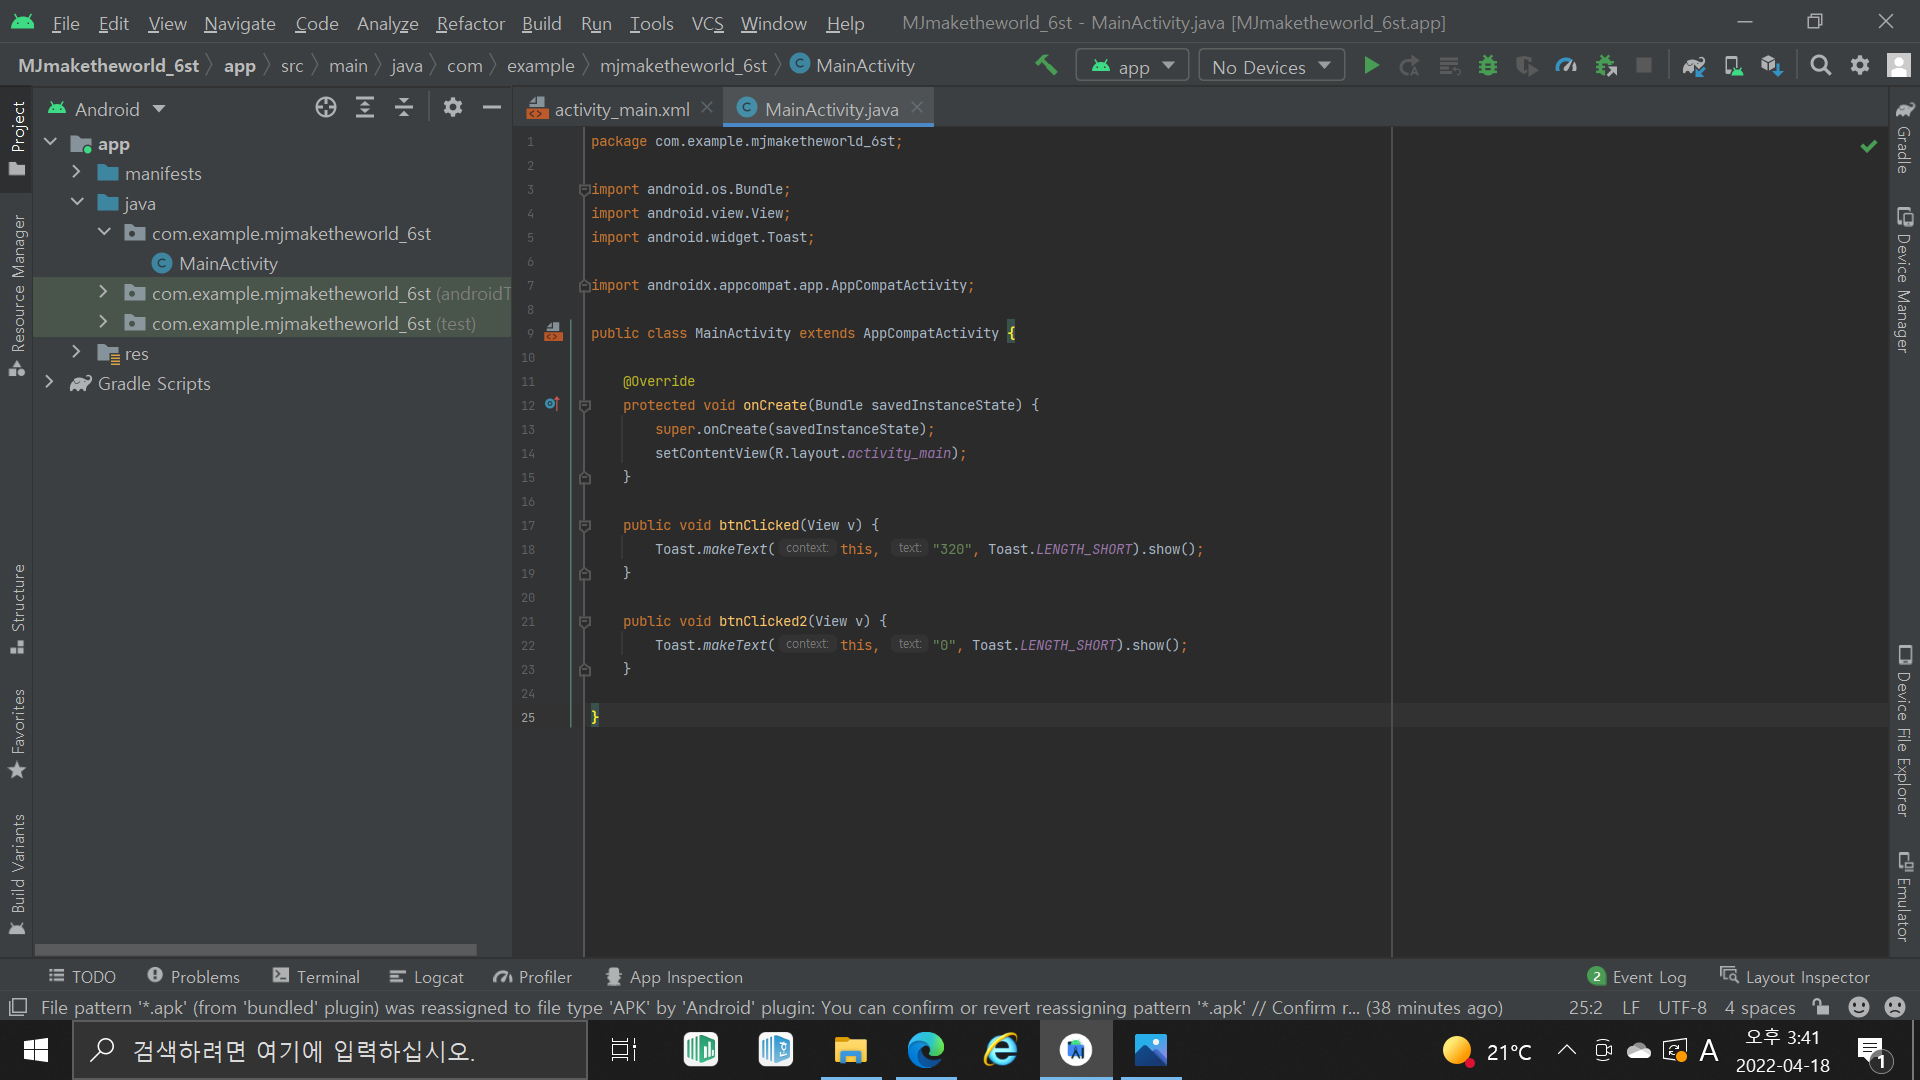 File Edit View Navigate Code Analyze Refactor Build Run Tools VCS Window Help MJmaketheworld_6st - MainActivity.java [MJmaketheworld_6st.app]
MJmaketheworld_6st app src main java com example mjmaketheworld_6st MainActivity app No Devices
Android
activity_main.xml MainActivity.java
app
manifests
java
com.example.mjmaketheworld_6st
MainActivity
com.example.mjmaketheworld_6st (androidT
com.example.mjmaketheworld_6st (test)
res
Gradle Scripts
Project
Resource Manager
Structure
Favorites
Build Variants
1 package com.example.mjmaketheworld_6st;
2
3 import android.os.Bundle;
4 import android.view.View;
5 import android.widget.Toast;
6
7 import androidx.appcompat.app.AppCompatActivity;
8
9 public class MainActivity extends AppCompatActivity {
10
11 @Override
12 protected void onCreate(Bundle savedInstanceState) {
13 super.onCreate(savedInstanceState);
14 setContentView(R.layout.activity_main);
15 }
16
17 public void btnClicked(View v) {
18 Toast.makeText( context: this, text: "320", Toast.LENGTH_SHORT).show();
19 }
20
21 public void btnClicked2(View v) {
22 Toast.makeText( context: this, text: "0", Toast.LENGTH_SHORT).show();
23 }
24
25 }
Gradle
Device Manager
Device File Explorer
Emulator
TODO Problems Terminal Logcat Profiler App Inspection 2 Event Log Layout Inspector
File pattern '*.apk' (from 'bundled' plugin) was reassigned to file type 'APK' by 'Android' plugin: You can confirm or revert reassigning pattern '*.apk' // Confirm r... (38 minutes ago) 25:2 LF UTF-8 4 spaces
검색하려면 여기에 입력하십시오. 21°C A 오후 3:41
2022-04-18 1